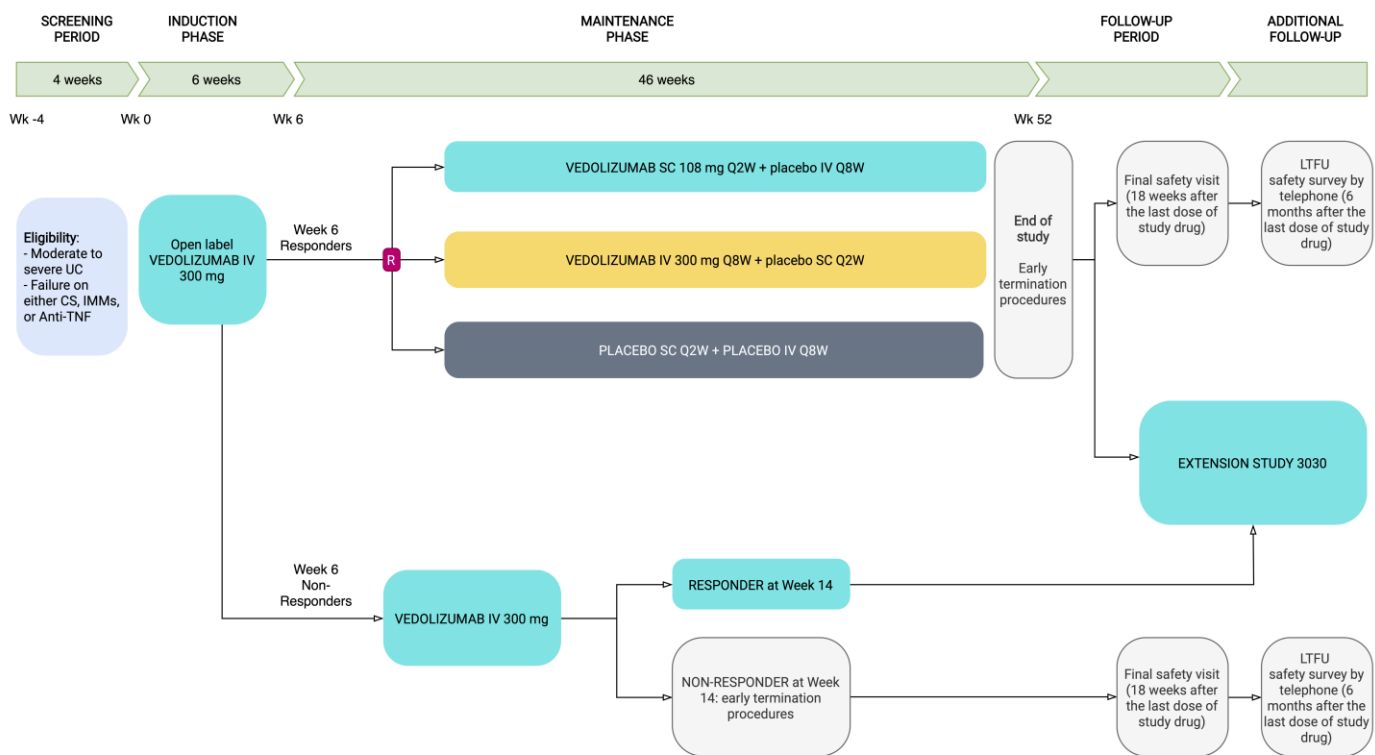 SCREENING
PERIOD
INDUCTION
PHASE
MAINTENANCE
PHASE
FOLLOW-UP
PERIOD
ADDITIONAL
FOLLOW-UP
4 weeks
6 weeks
46 weeks
Wk -4
Wk 0
Wk 6
Wk 52
Eligibility:
- Moderate to
severe UC
- Failure on
either CS, IMMs,
or Anti-TNF
Open label
VEDOLIZUMAB IV
300 mg
Week 6
Responders
R
VEDOLIZUMAB SC 108 mg Q2W + placebo IV Q8W
VEDOLIZUMAB IV 300 mg Q8W + placebo SC Q2W
PLACEBO SC Q2W + PLACEBO IV Q8W
End of
study
Early
termination
procedures
Final safety visit
(18 weeks after
the last dose of
study drug)
LTFU
safety survey by
telephone (6
months after the
last dose of study
drug)
EXTENSION STUDY 3030
Week 6
Non-
Responders
VEDOLIZUMAB IV 300 mg
RESPONDER at Week 14
NON-RESPONDER at Week
14: early termination
procedures
Final safety visit
(18 weeks after
the last dose of
study drug)
LTFU
safety survey by
telephone (6
months after the
last dose of study
drug)